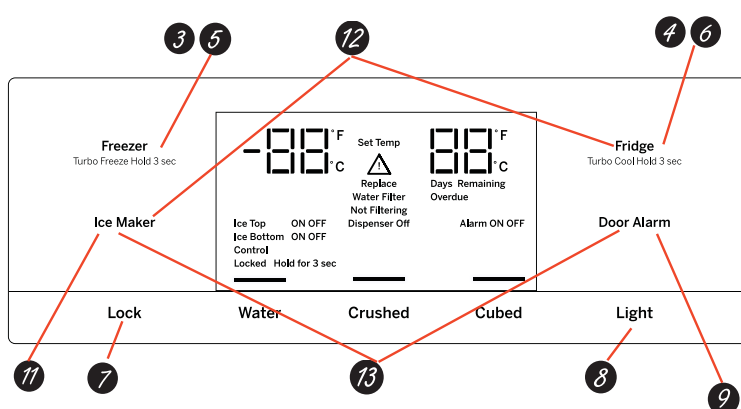 3 5 12 4 6
Freezer
Turbo Freeze Hold 3 sec
-88 °F °C
Set Temp
88 °F °C
Fridge
Turbo Cool Hold 3 sec
Replace
Water Filter
Not Filtering
Dispenser Off
Days Remaining
Overdue
Ice Maker
Ice Top ON OFF
Ice Bottom ON OFF
Control
Locked Hold for 3 sec
Alarm ON OFF
Door Alarm
Lock Water Crushed Cubed Light
11 7 13 8 9